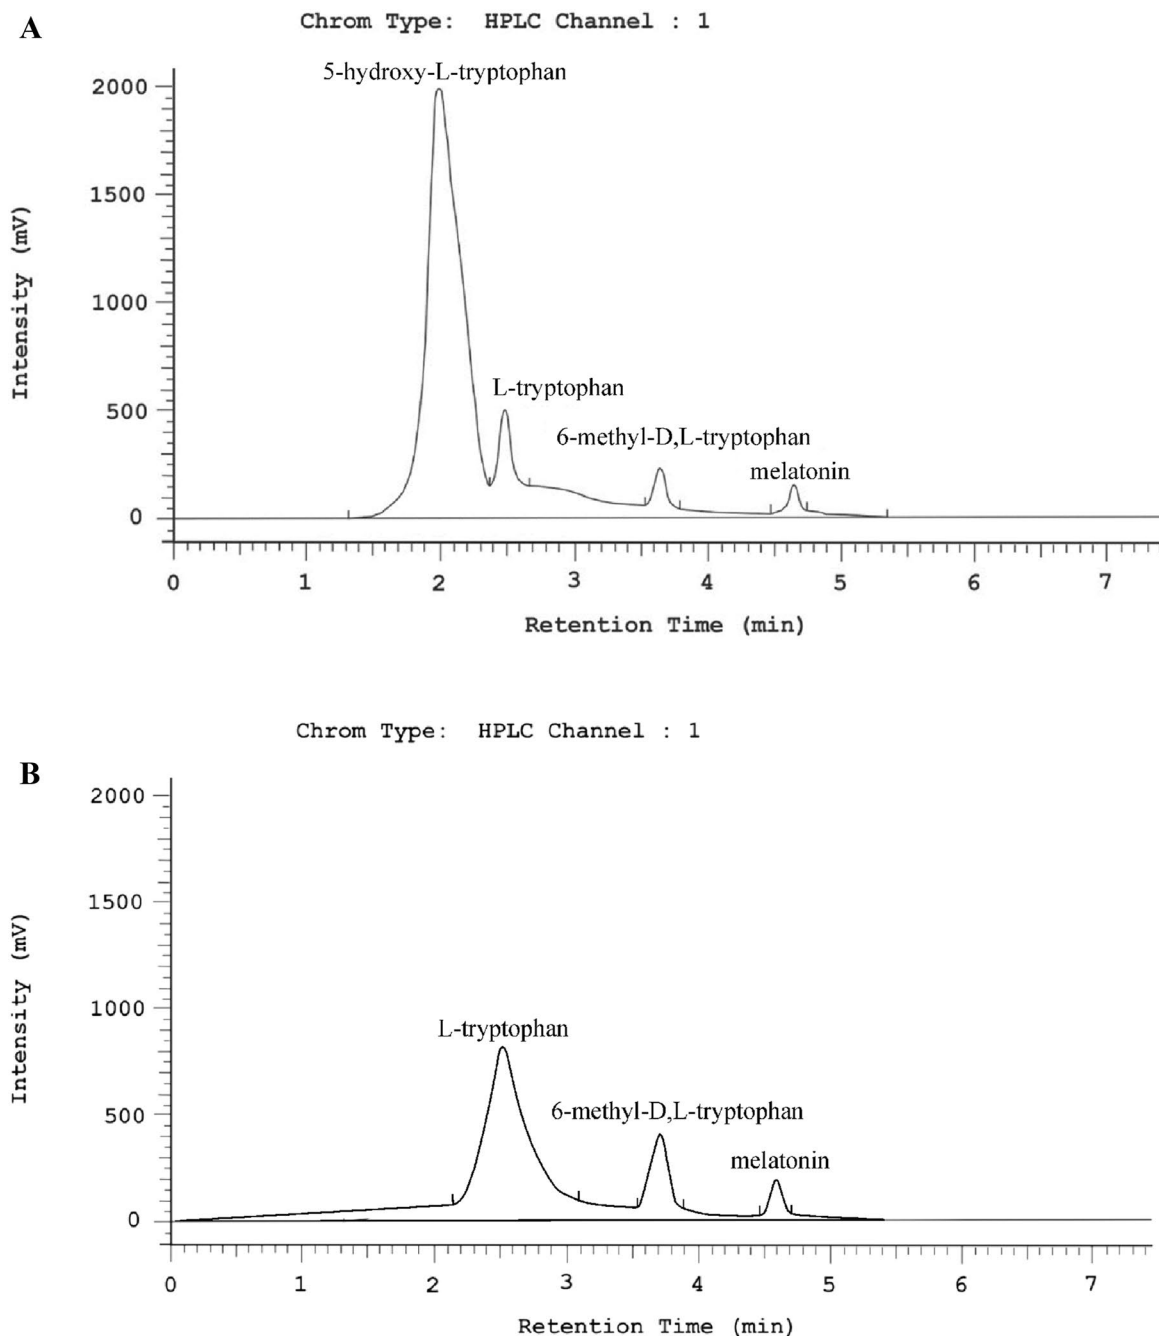 A
Chrom Type:  HPLC Channel : 1
5-hydroxy-L-tryptophan
2000
1500
L-tryptophan
1000
6-methyl-D,L-tryptophan
500
melatonin
0
Intensity (mV)
0 1 2 3 4 5 6 7
Retention Time (min)
Chrom Type:  HPLC Channel : 1
B
2000
1500
1000
L-tryptophan
500
6-methyl-D,L-tryptophan
melatonin
0
Intensity (mV)
0 1 2 3 4 5 6 7
Retention Time (min)